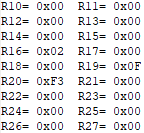 R10= 0x00 R11= 0x00
R12= 0x00 R13= 0x00
R14= 0x00 R15= 0x00
R16= 0x02 R17= 0x00
R18= 0x00 R19= 0x0F
R20= 0xF3 R21= 0x00
R22= 0x00 R23= 0x00
R24= 0x00 R25= 0x00
R26= 0x00 R27= 0x00